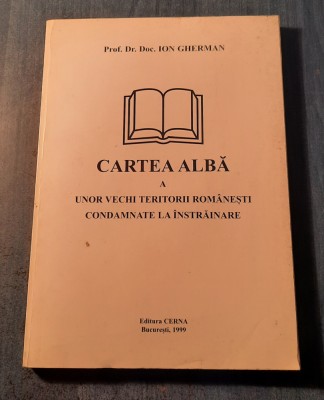 Prof. Dr. Doc. ION GHERMAN
CARTEA ALBĂ
A
UNOR VECHI TERITORII ROMÂNEŞTI
CONDAMNATE LA ÎNSTRĂINARE
Editura CERNA
Bucureşti, 1999